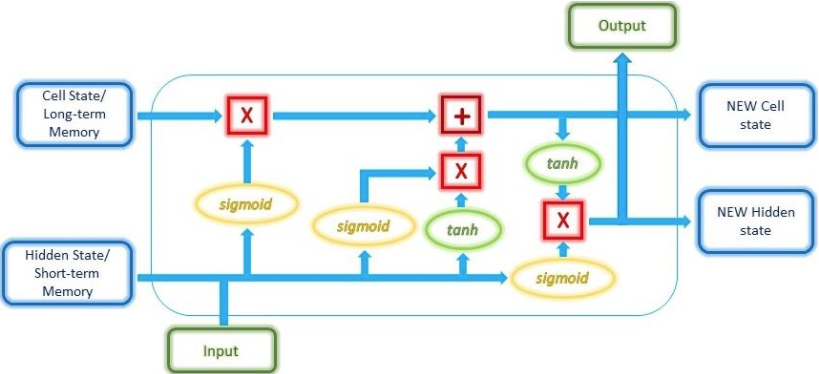 Output
Cell State/
Long-term
Memory
X
+
NEW Cell
state
tanh
X
sigmoid
sigmoid
tanh
X
NEW Hidden
state
Hidden State/
Short-term
Memory
sigmoid
Input